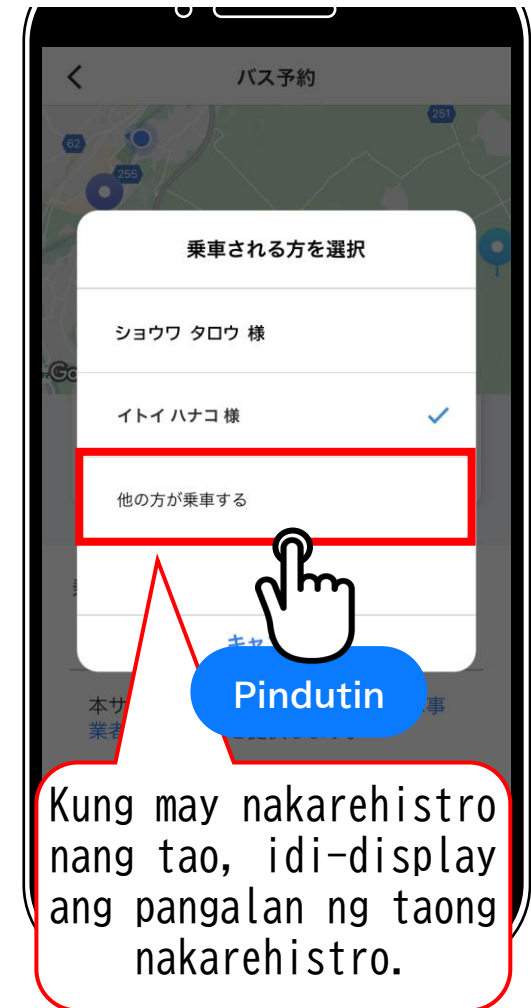 バス予約
251
62
255
乗車される方を選択
ショウワ タロウ 様
Go
イトイ ハナコ 様
他の方が乗車する
キャ
Pindutin
本サ
事
業者
Kung may nakarehistro
nang tao, idi-display
ang pangalan ng taong
nakarehistro.